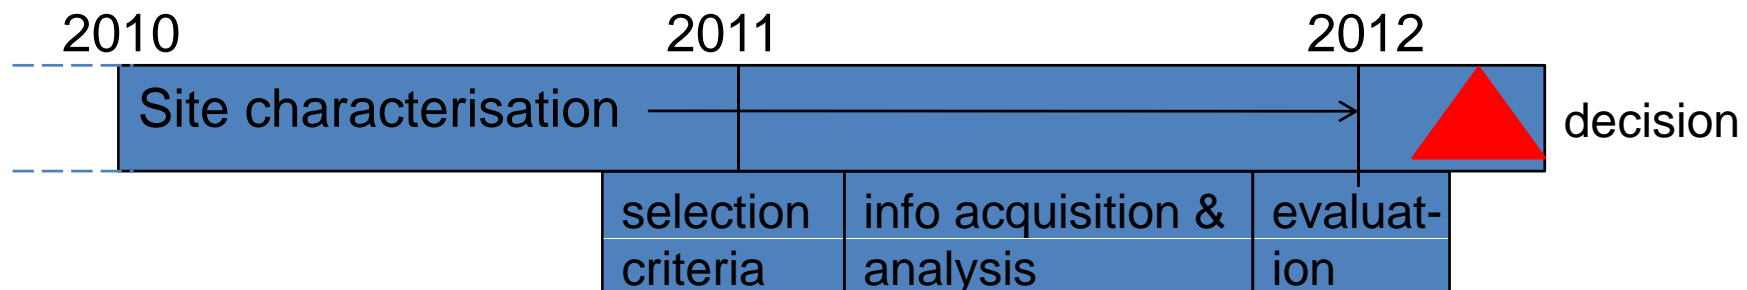 2010 2011 2012
Site characterisation
decision
selection info acquisition & evaluat-
criteria analysis ion